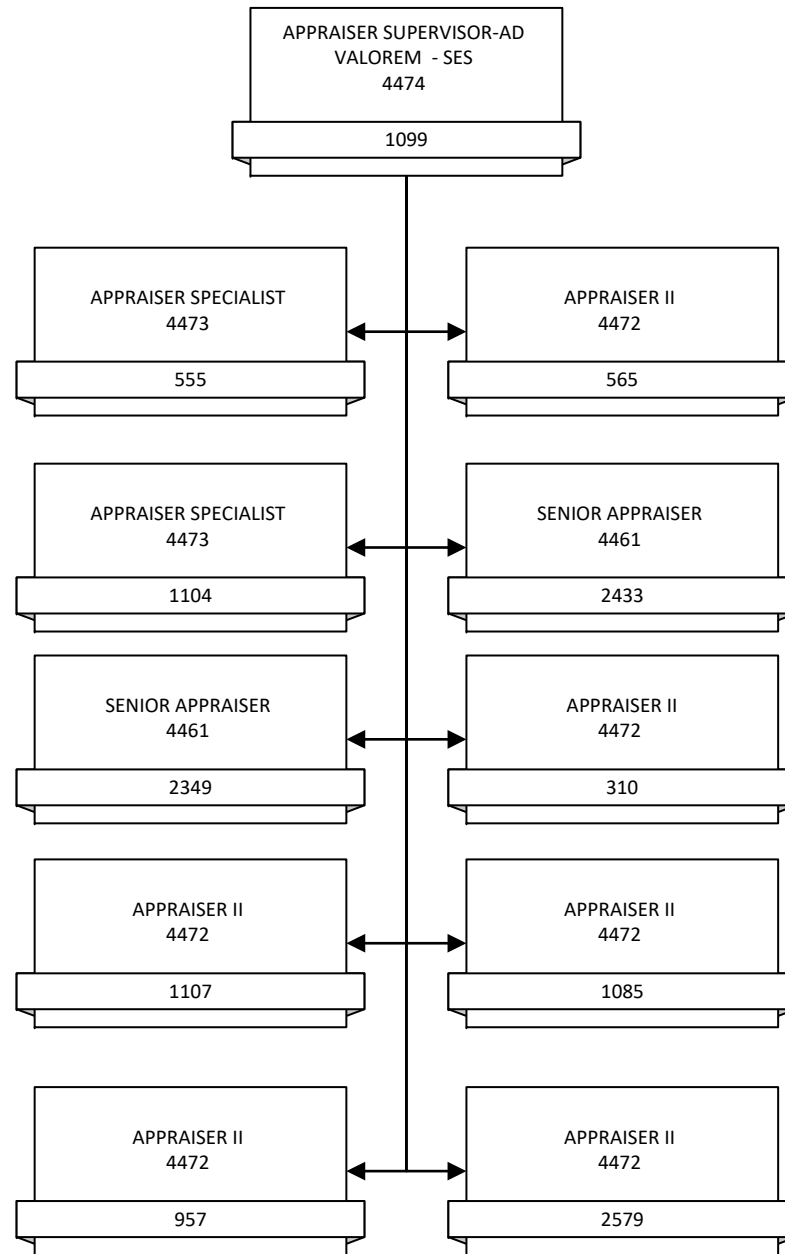 APPRAISER SUPERVISOR-AD
VALOREM - SES
4474
1099
APPRAISER SPECIALIST
4473
555
APPRAISER II
4472
565
APPRAISER SPECIALIST
4473
1104
SENIOR APPRAISER
4461
2433
SENIOR APPRAISER
4461
2349
APPRAISER II
4472
310
APPRAISER II
4472
1107
APPRAISER II
4472
1085
APPRAISER II
4472
957
APPRAISER II
4472
2579